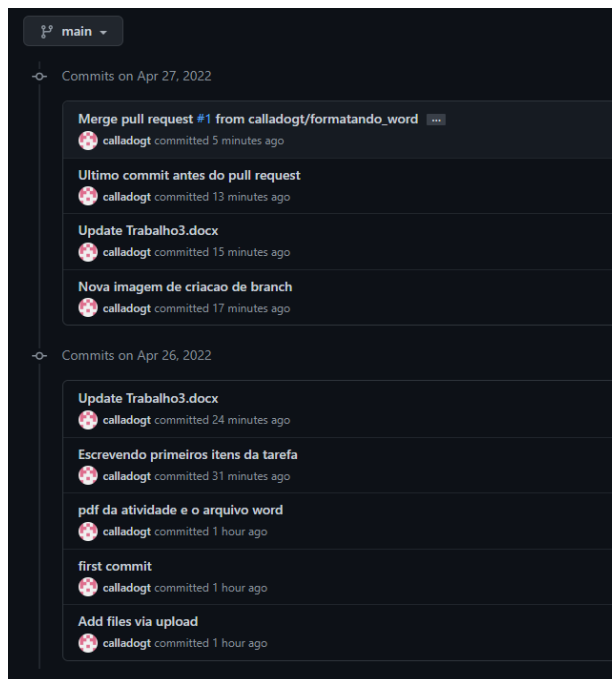 main
Commits on Apr 27, 2022
Merge pull request #1 from calladogt/formatando_word ...
calladogt committed 5 minutes ago
Ultimo commit antes do pull request
calladogt committed 13 minutes ago
Update Trabalho3.docx
calladogt committed 15 minutes ago
Nova imagem de criacao de branch
calladogt committed 17 minutes ago
Commits on Apr 26, 2022
Update Trabalho3.docx
calladogt committed 24 minutes ago
Escrevendo primeiros itens da tarefa
calladogt committed 31 minutes ago
pdf da atividade e o arquivo word
calladogt committed 1 hour ago
first commit
calladogt committed 1 hour ago
Add files via upload
calladogt committed 1 hour ago